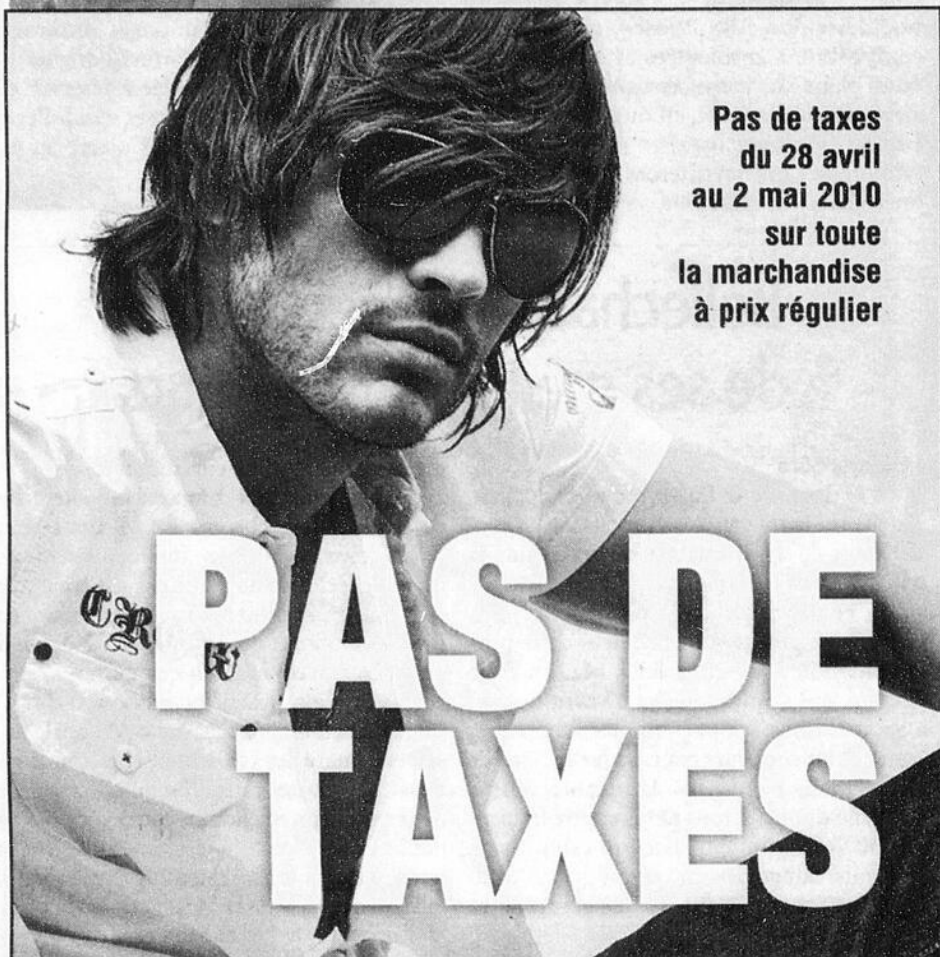 Pas de taxes
du 28 avril
au 2 mai 2010
sur toute
la marchandise
à prix régulier
PAS DE
TAXES